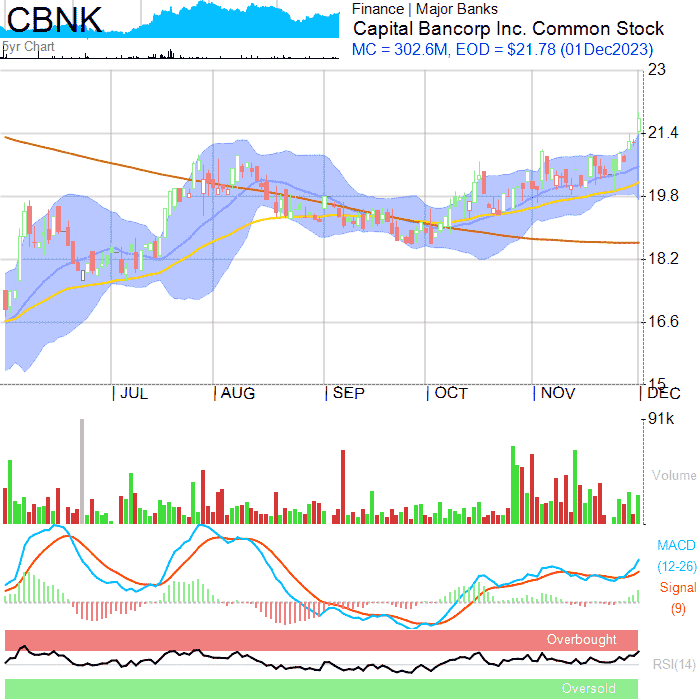 CBNK
5yr Chart
Finance | Major Banks
Capital Bancorp Inc. Common Stock
MC = 302.6M, EOD = $21.78 (01Dec2023)
23
21.4
19.8
18.2
16.6
15
| JUL | AUG | SEP | OCT | NOV | DEC
91k
Volume
MACD
(12-26)
Signal
(9)
Overbought
RSI(14)
Oversold